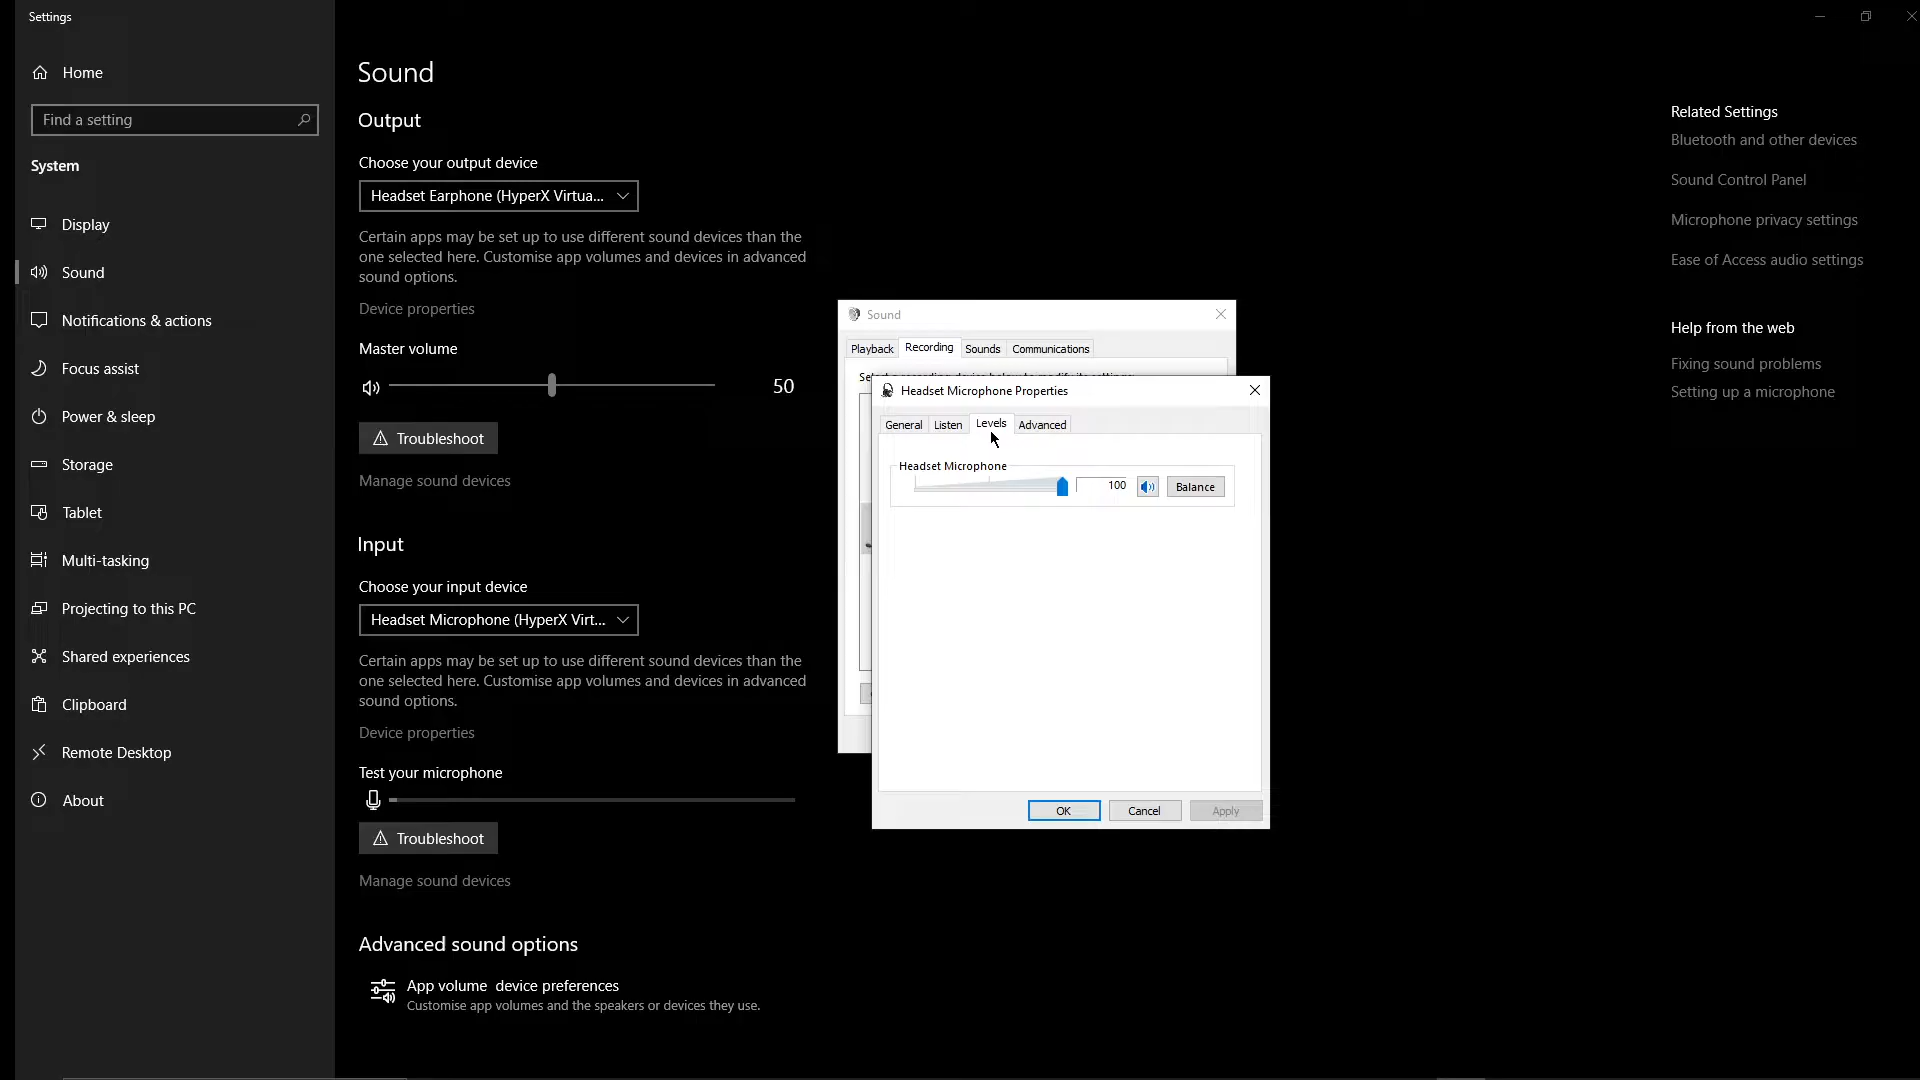 Settings
Home
Find a setting
System
Display
Sound
Notifications & actions
Focus assist
Power & sleep
Storage
Tablet
Multi-tasking
Projecting to this PC
Shared experiences
Clipboard
Remote Desktop
About
Sound
Output
Choose your output device
Headset Earphone (HyperX Virtua...
Certain apps may be set up to use different sound devices than the
one selected here. Customise app volumes and devices in advanced
sound options.
Device properties
Master volume
50
Troubleshoot
Manage sound devices
Input
Choose your input device
Headset Microphone (HyperX Virt...
Certain apps may be set up to use different sound devices than the
one selected here. Customise app volumes and devices in advanced
sound options.
Device properties
Test your microphone
Troubleshoot
Manage sound devices
Advanced sound options
App volume device preferences
Customise app volumes and the speakers or devices they use.
Sound
Playback Recording Sounds Communications
Headset Microphone Properties
General Listen Levels Advanced
Headset Microphone
100 Balance
OK Cancel Apply
Related Settings
Bluetooth and other devices
Sound Control Panel
Microphone privacy settings
Ease of Access audio settings
Help from the web
Fixing sound problems
Setting up a microphone